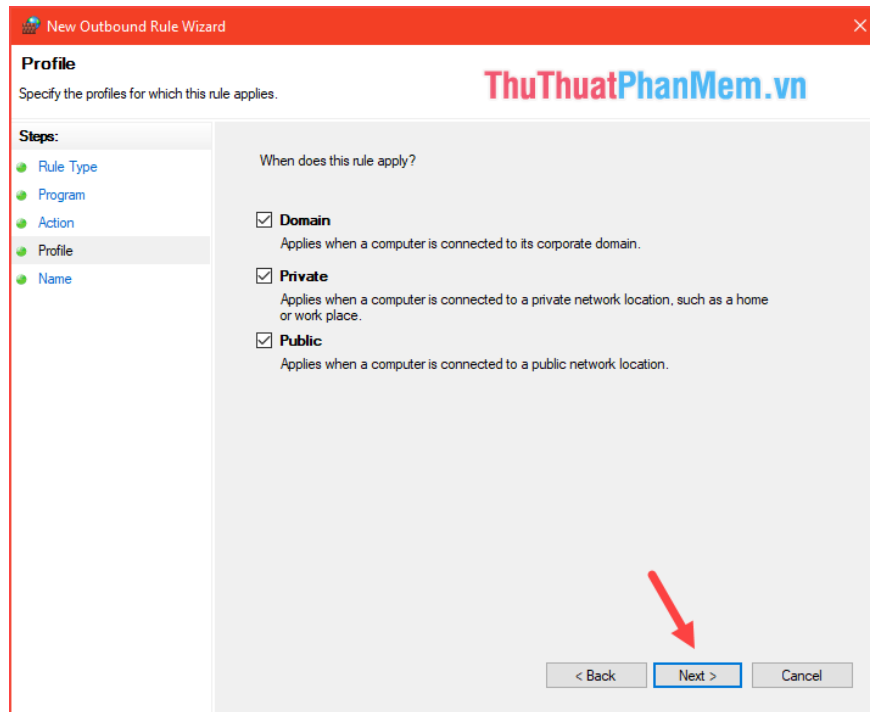 New Outbound Rule Wizard
Profile
Specify the profiles for which this rule applies.
ThuThuatPhanMem.vn
Steps:
Rule Type
Program
Action
Profile
Name
When does this rule apply?
Domain
Applies when a computer is connected to its corporate domain.
Private
Applies when a computer is connected to a private network location, such as a home
or work place.
Public
Applies when a computer is connected to a public network location.
< Back
Next >
Cancel